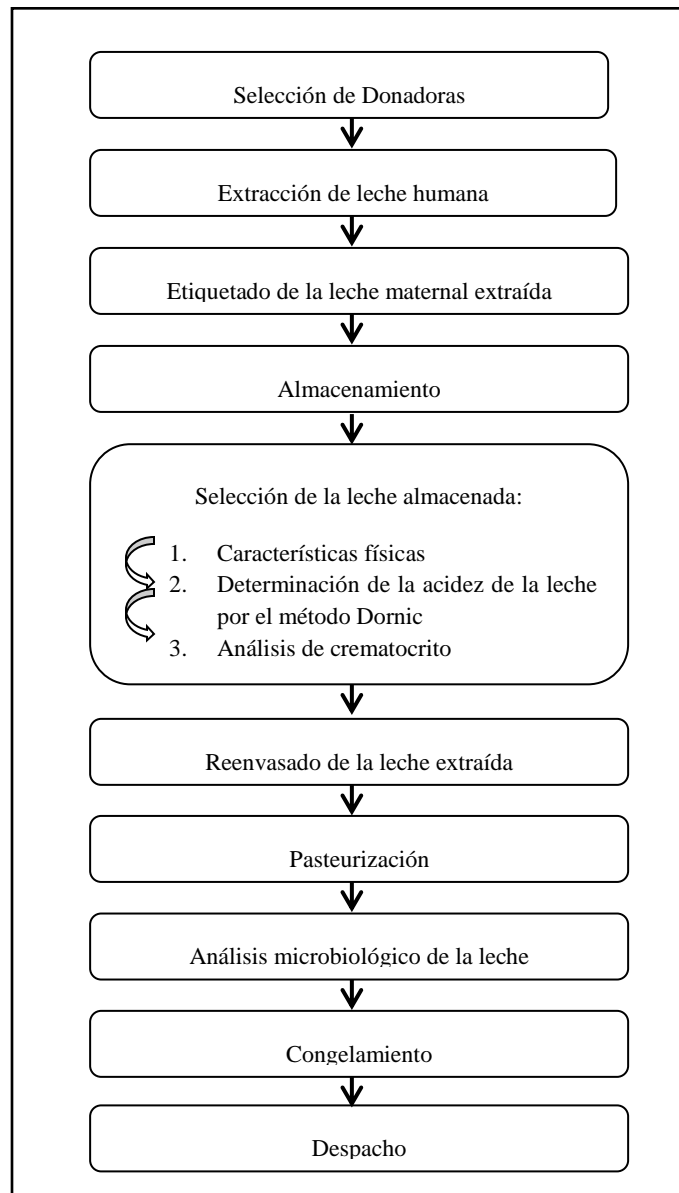 Selección de Donadoras
Extracción de leche humana
Etiquetado de la leche maternal extraída
Almacenamiento
Selección de la leche almacenada:
1. Características físicas
2. Determinación de la acidez de la leche
por el método Dornic
3. Análisis de crematocrito
Reenvasado de la leche extraída
Pasteurización
Análisis microbiológico de la leche
Congelamiento
Despacho